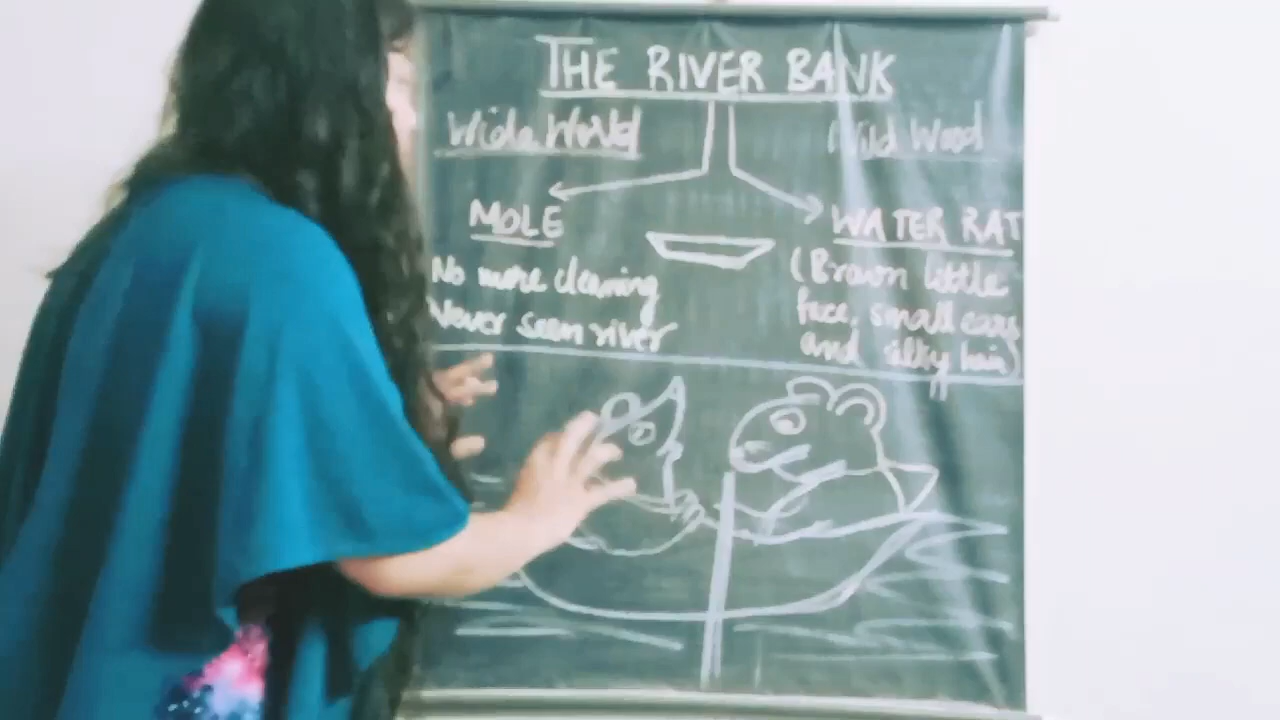 THE RIVER BANK
Wide World
Wild Wood
MOLE
No more cleaning
Never seen river
WATER RAT
(Brown little
face, small ears
and silky hair)